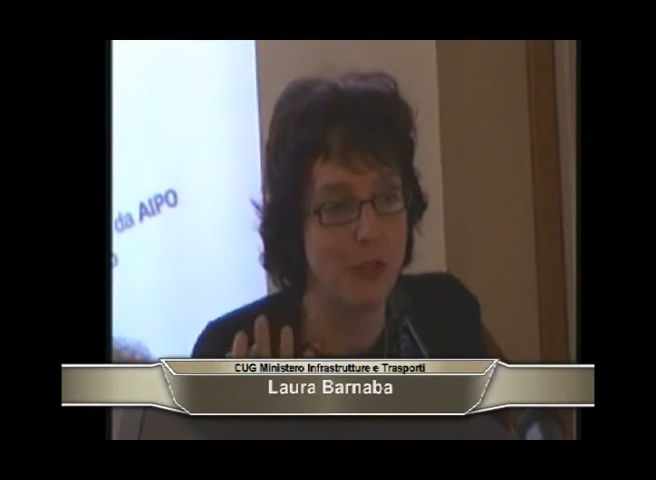 da AIPO
CUG Ministero Infrastrutture e Trasporti
Laura Barnaba